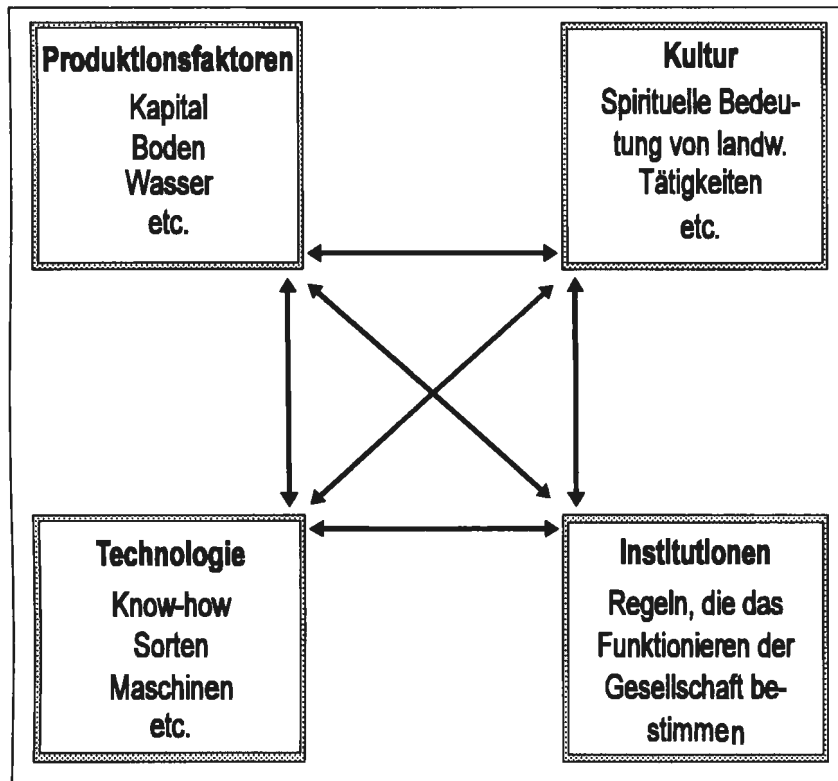 Produktionsfaktoren
Kapital
Boden
Wasser
etc.
Kultur
Spirituelle Bedeu-
tung von landw.
Tätigkeiten
etc.
Technologie
Know-how
Sorten
Maschinen
etc.
Institutionen
Regeln, die das
Funktionieren der
Gesellschaft be-
stimmen